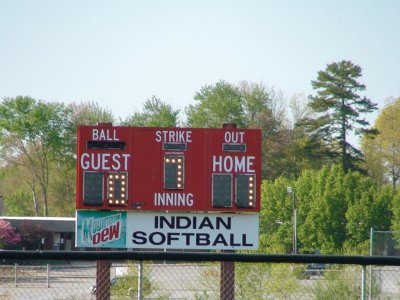 BALL STRIKE OUT
GUEST HOME
INNING
Mountain
DEW
INDIAN
SOFTBALL